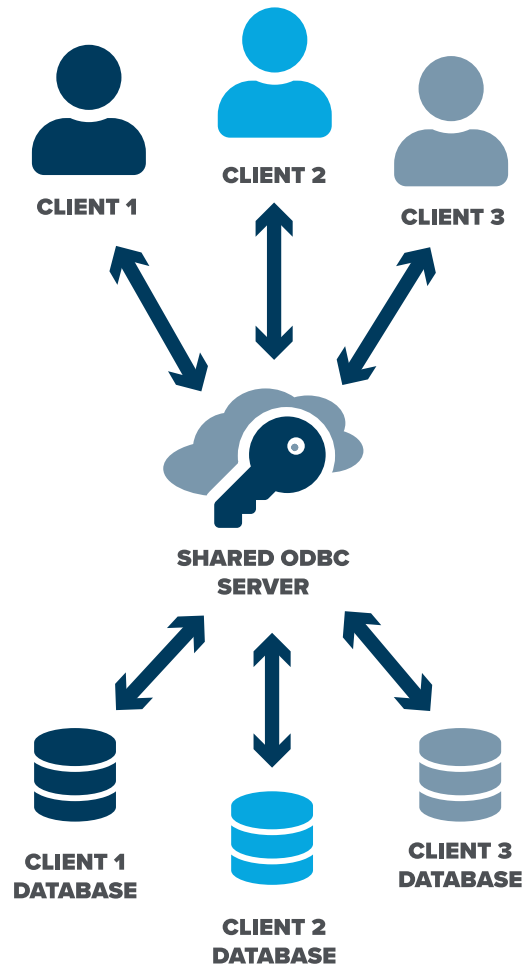 CLIENT 1
CLIENT 2
CLIENT 3
SHARED ODBC
SERVER
CLIENT 1
DATABASE
CLIENT 2
DATABASE
CLIENT 3
DATABASE